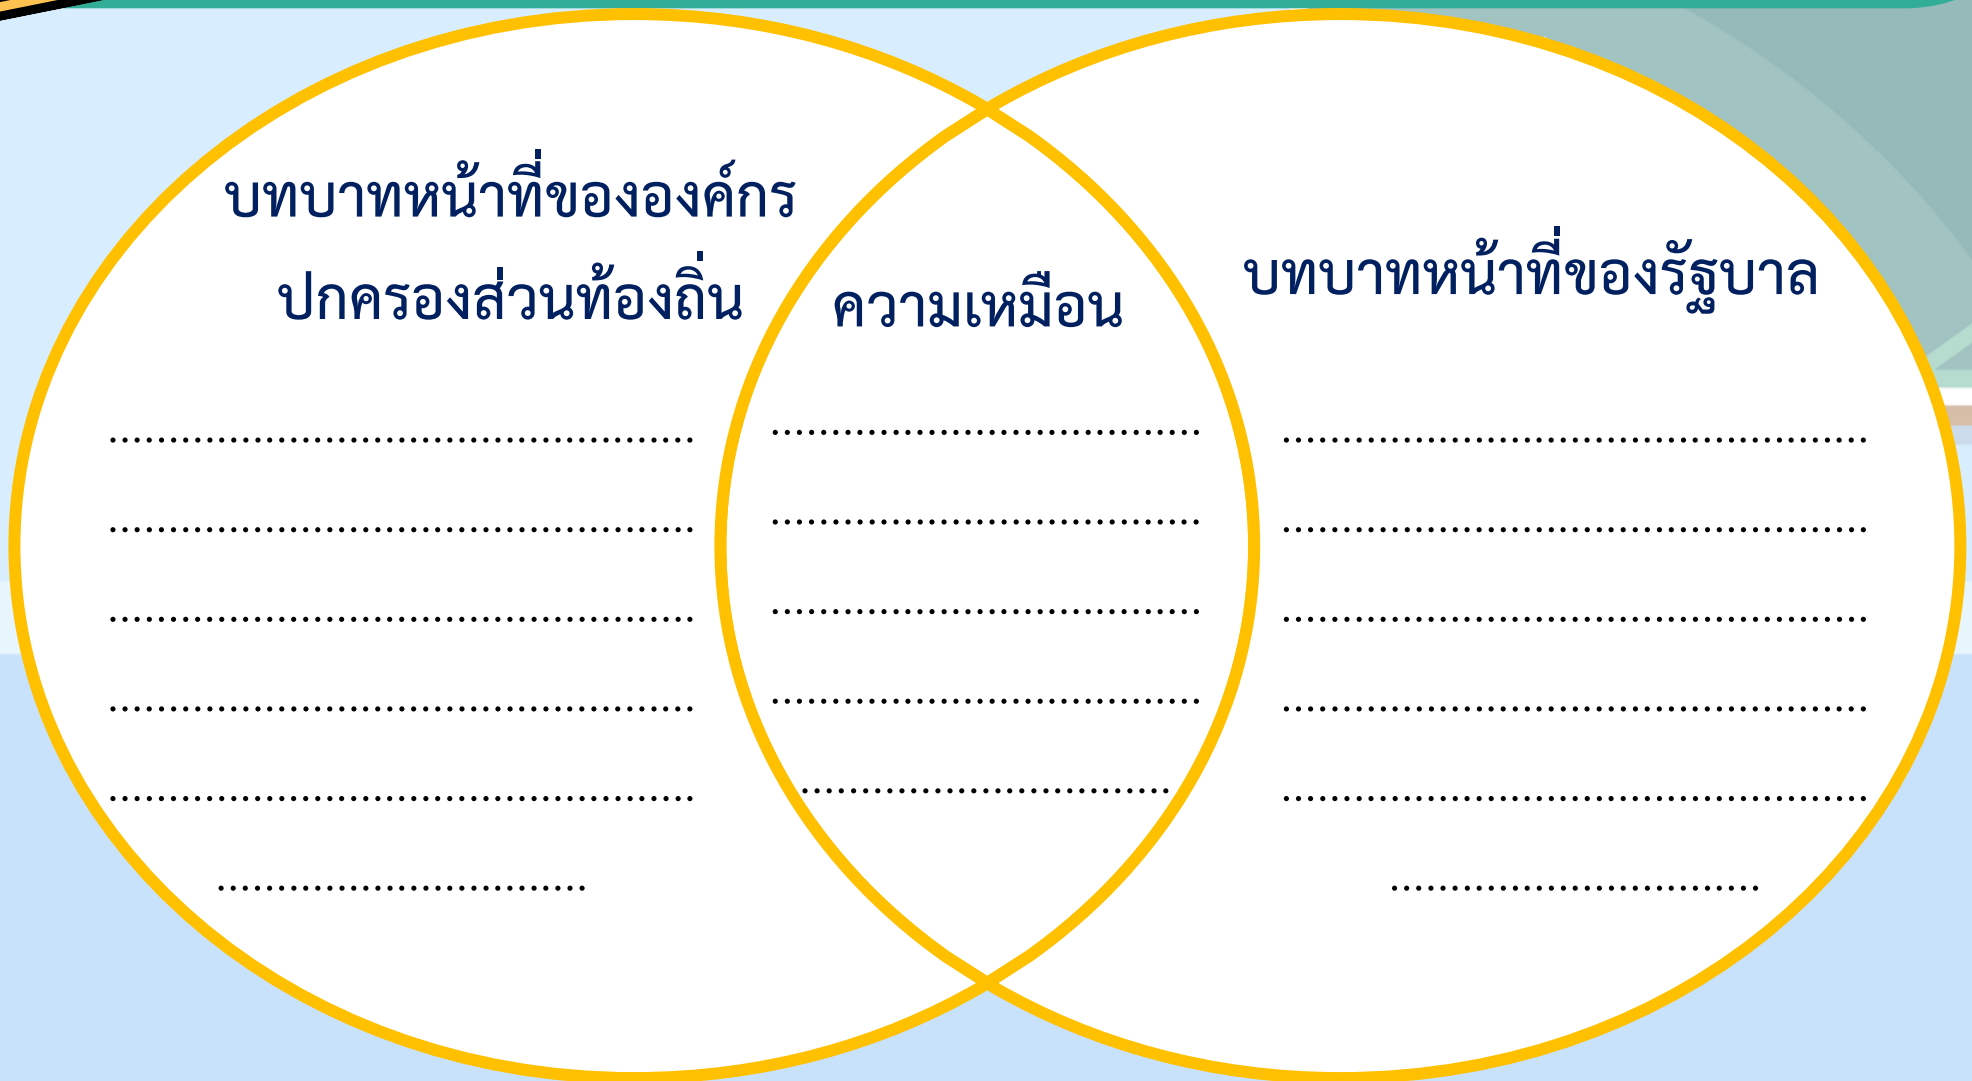 บทบาทหน้าที่ขององค์กร
ปกครองส่วนท้องถิ่น
ความเหมือน
บทบาทหน้าที่ของรัฐบาล